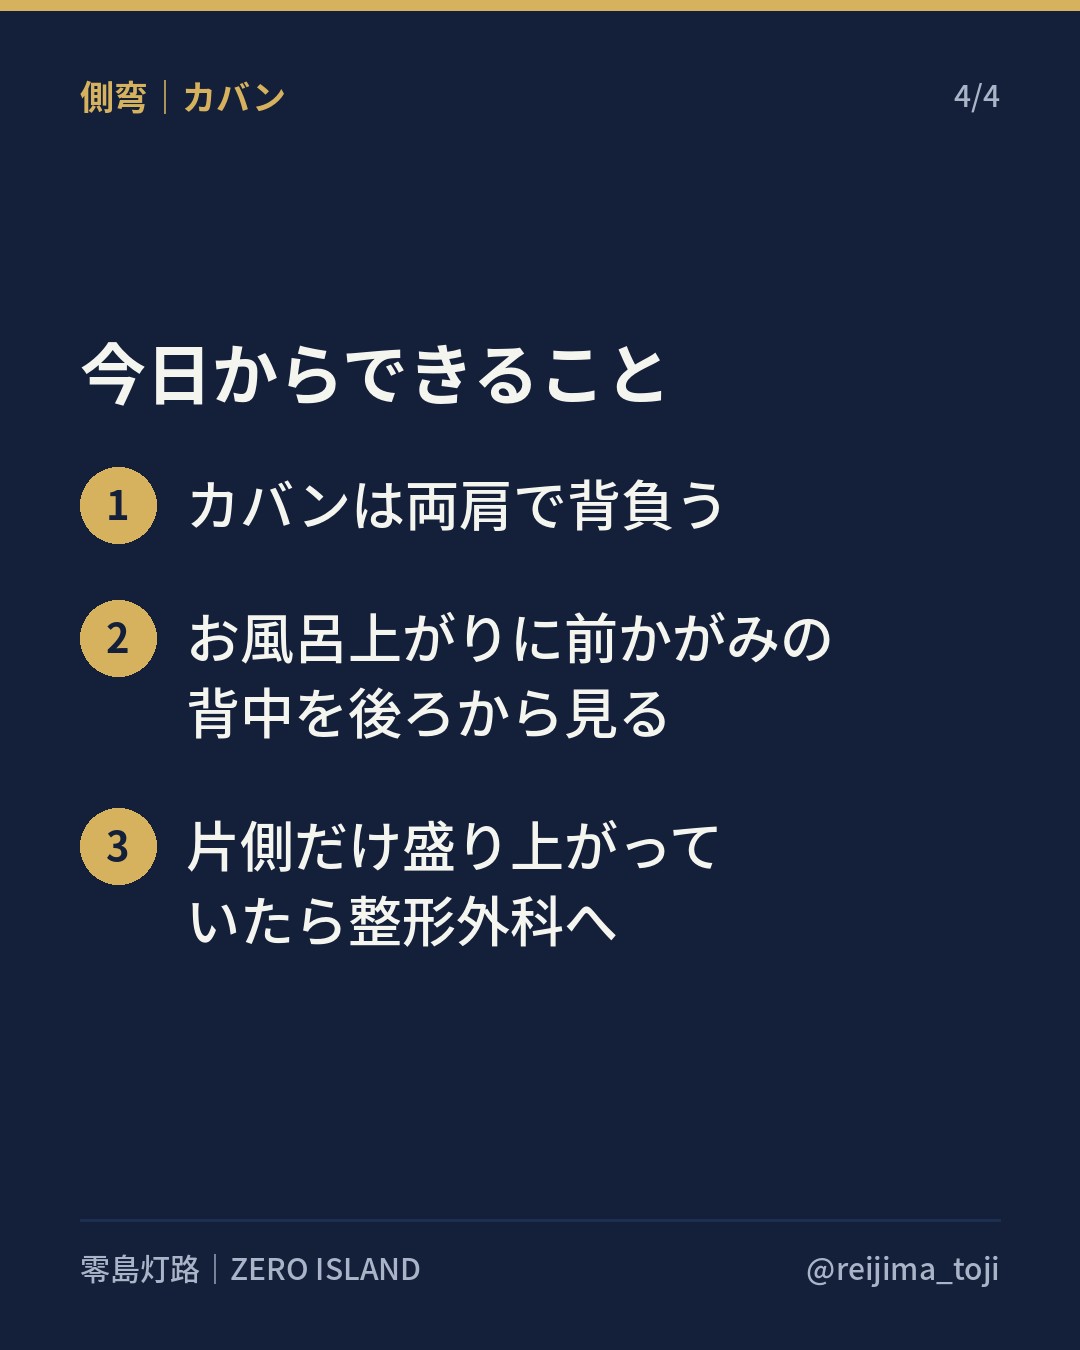 側弯｜カバン
4/4
今日からできること
1 カバンは両肩で背負う
2 お風呂上がりに前かがみの
背中を後ろから見る
3 片側だけ盛り上がって
いたら整形外科へ
零島灯路｜ZERO ISLAND
@reijima_toji